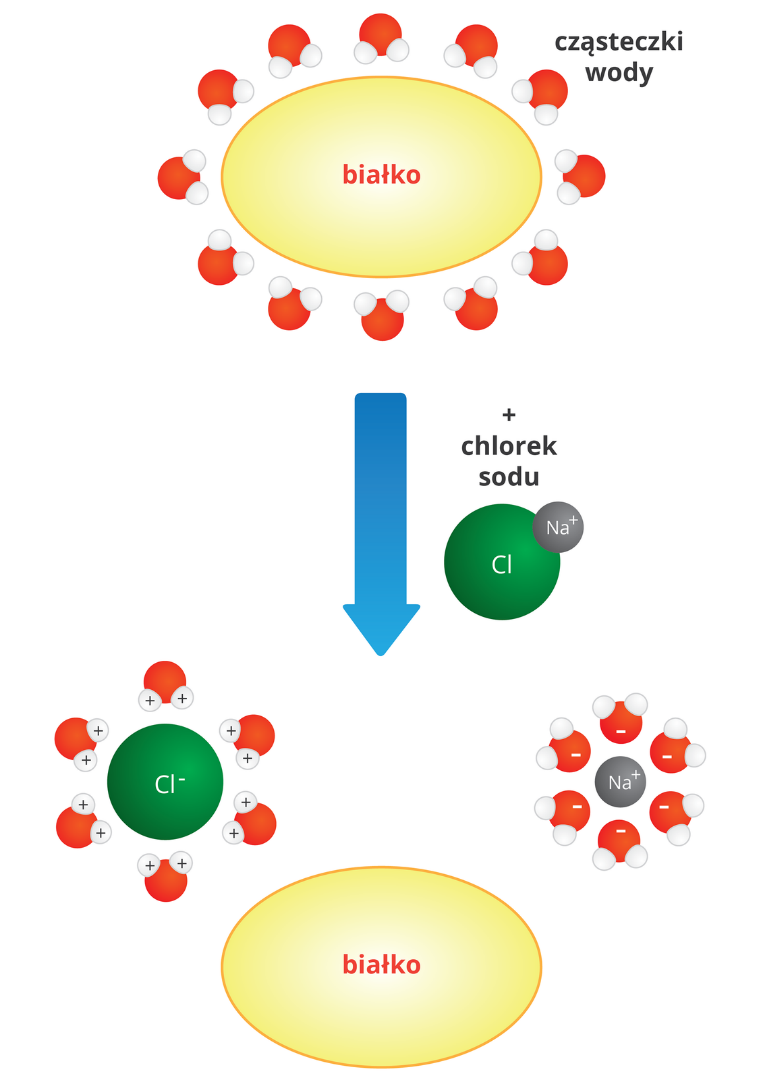 cząsteczki
wody
białko
+
chlorek
sodu
Na+
Cl
+ +
+
+
+
+
Cl-
+
+
+
+
+ +
-
-
-
Na+
-
-
-
białko